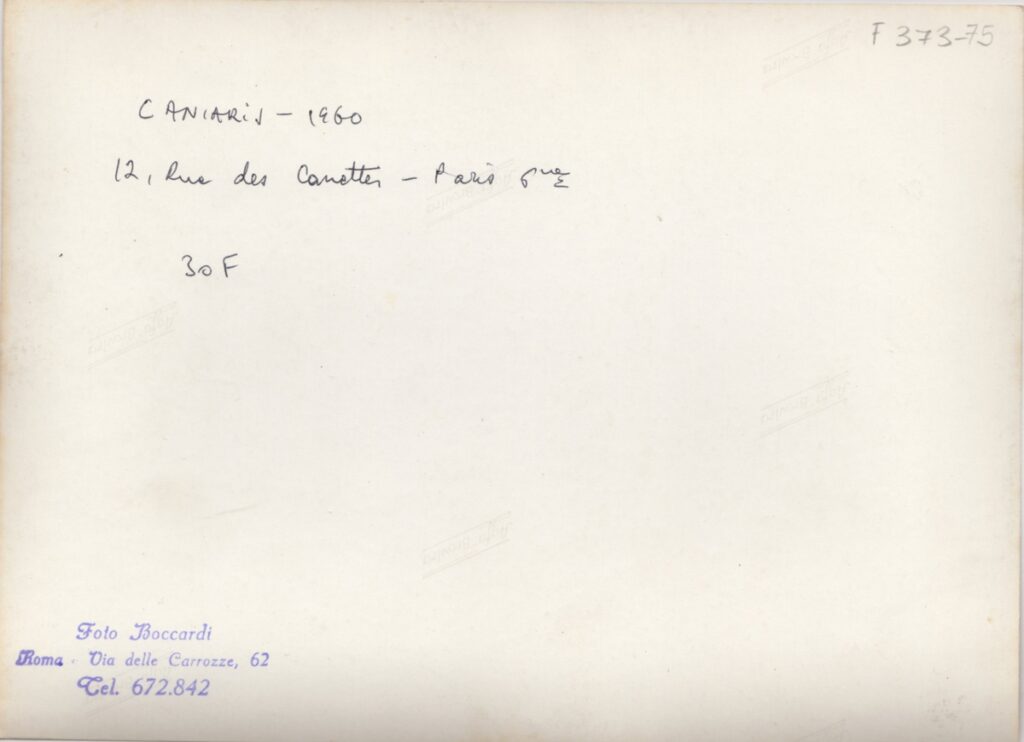 F 373-75
CANIARIS - 1960
12, Rue des Canettes - Paris 6me
30 F
Foto Boccardi
Roma - Via delle Carrozze, 62
Tel. 672.842